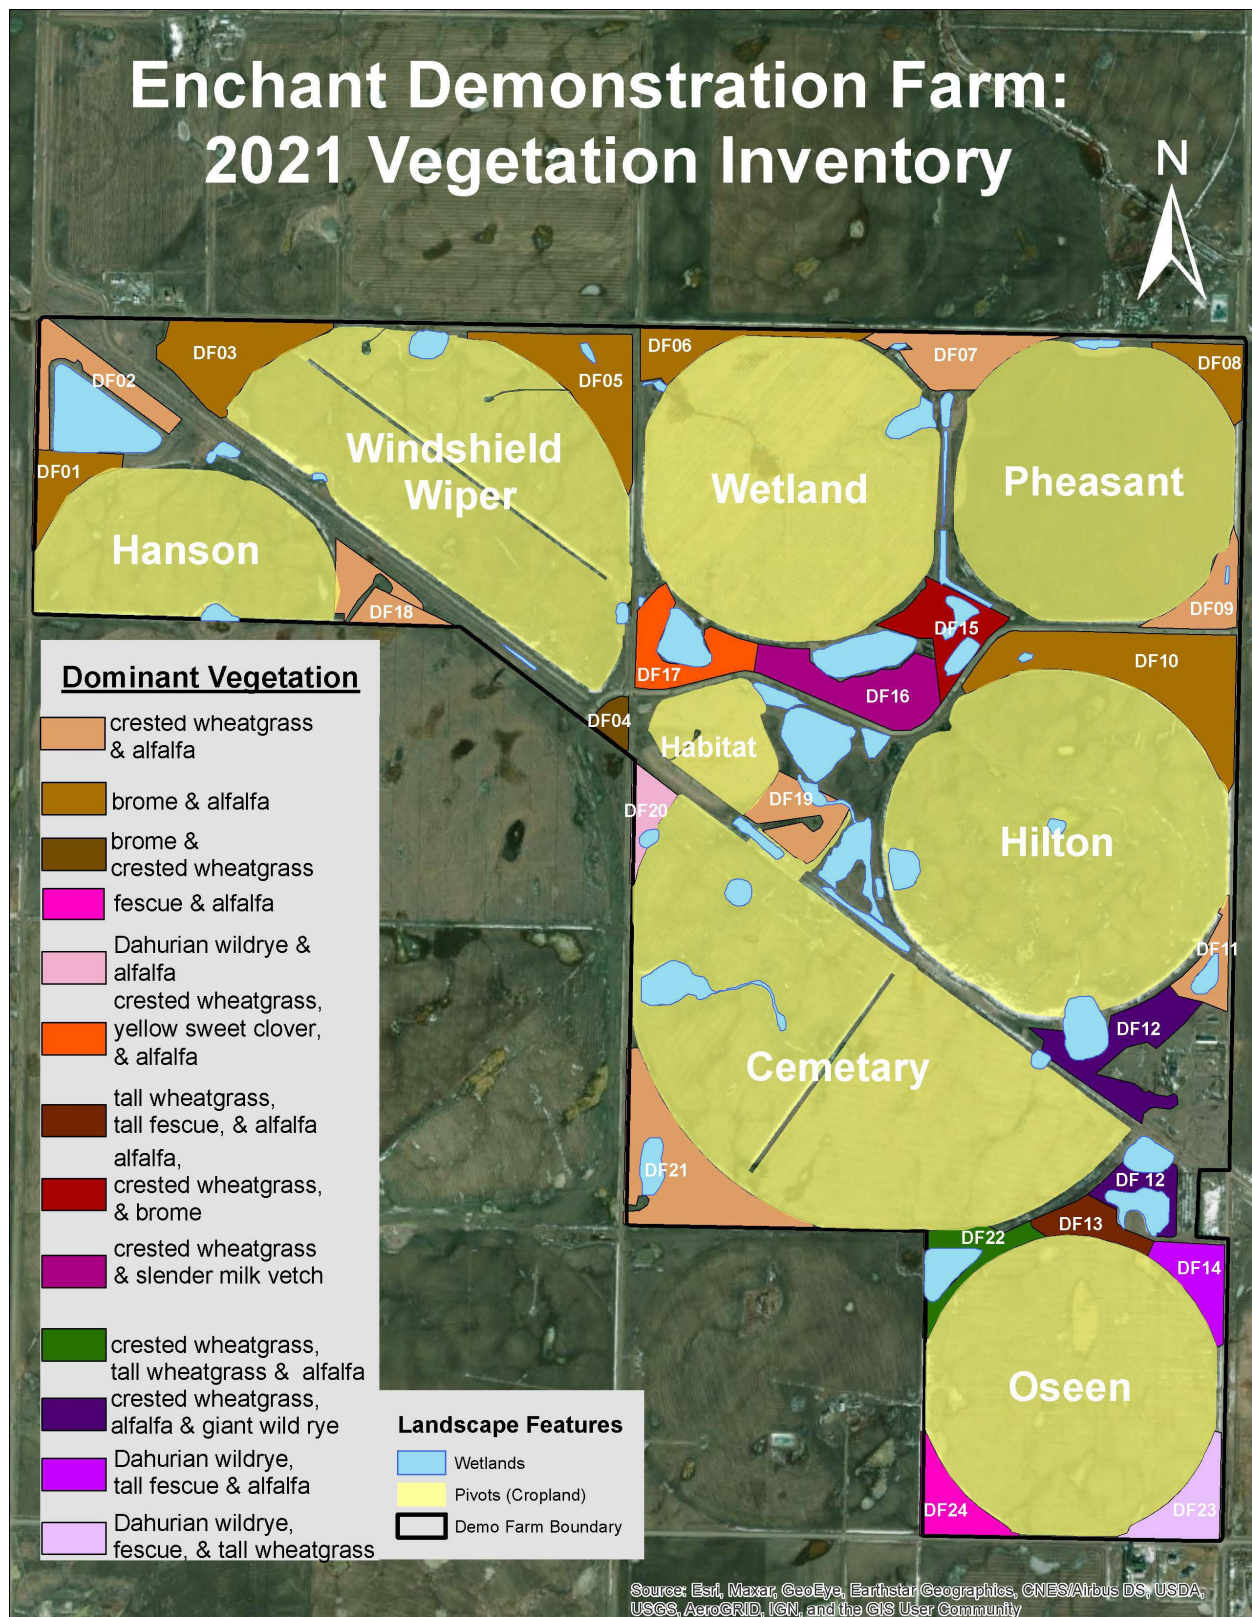 Enchant Demonstration Farm:
2021 Vegetation Inventory
N
DF03
DF06
DF07
DF08
DF02
DF05
DF01
Windshield
Wiper
Wetland
Pheasant
Hanson
DF18
DF09
DF15
DF17
DF16
DF10
DF04
Habitat
DF19
DF20
Hilton
DF11
DF12
Cemetary
DF21
DF 12
DF13
DF22
DF14
Oseen
DF24
DF23
Dominant Vegetation
crested wheatgrass
& alfalfa
brome & alfalfa
brome &
crested wheatgrass
fescue & alfalfa
Dahurian wildrye &
alfalfa
crested wheatgrass,
yellow sweet clover,
& alfalfa
tall wheatgrass,
tall fescue, & alfalfa
alfalfa,
crested wheatgrass,
& brome
crested wheatgrass
& slender milk vetch
crested wheatgrass,
tall wheatgrass & alfalfa
crested wheatgrass,
alfalfa & giant wild rye
Dahurian wildrye,
tall fescue & alfalfa
Dahurian wildrye,
fescue, & tall wheatgrass
Landscape Features
Wetlands
Pivots (Cropland)
Demo Farm Boundary
Source: Esri, Maxar, GeoEye, Earthstar Geographics, CNES/Airbus DS, USDA,
USGS, AeroGRID, IGN, and the GIS User Community